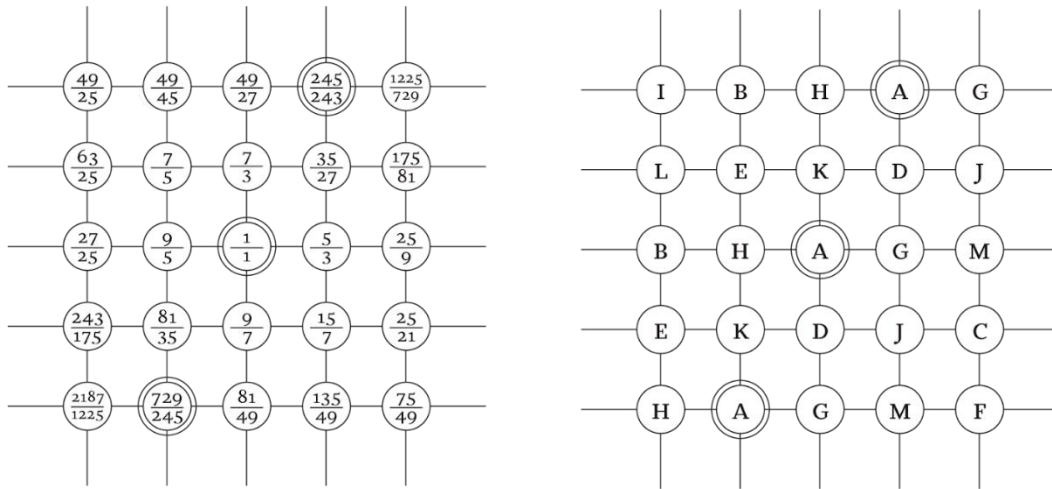 49/25 49/45 49/27 245/243 1225/729
63/25 7/5 7/3 35/27 175/81
27/25 9/5 1/1 5/3 25/9
243/175 81/35 9/7 15/7 25/21
2187/1225 729/245 81/49 135/49 75/49
I B H A G
L E K D J
B H A G M
E K D J C
H A G M F